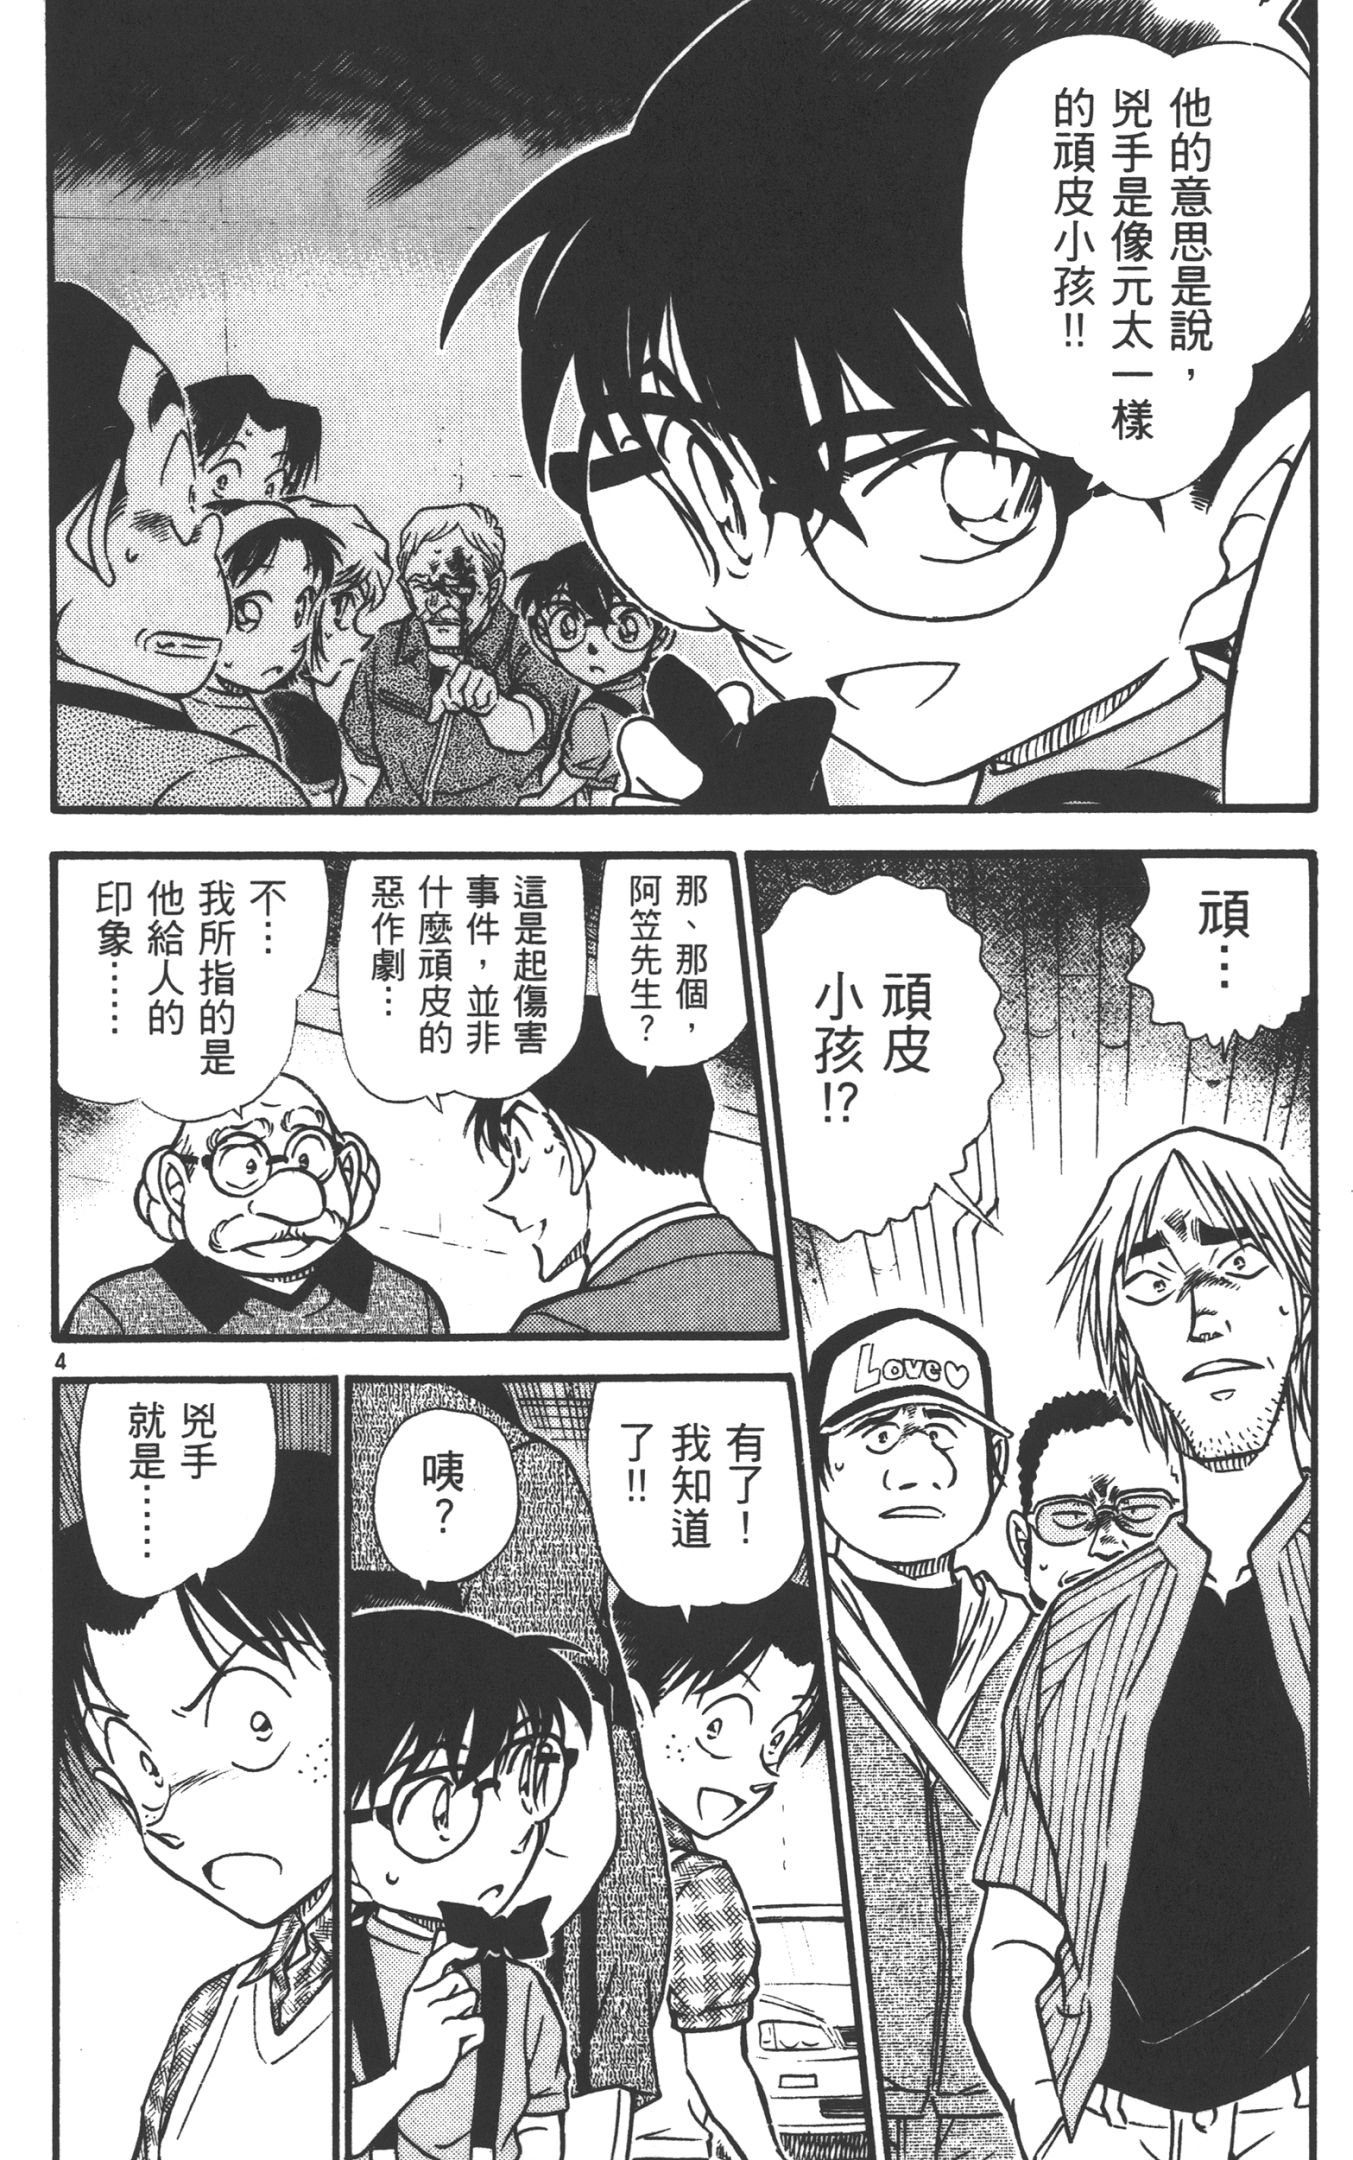 他的意思是說，
兇手是像元太一樣
的頑皮小孩!!
頑…
頑皮
小孩!?
Love♡
那、那個，
阿笠先生？
這是起傷害
事件，並非
什麼頑皮的
惡作劇…
不…
我所指的是
他給人的
印象……
有了！
我知道
了!!
咦？
兇手
就是……
4